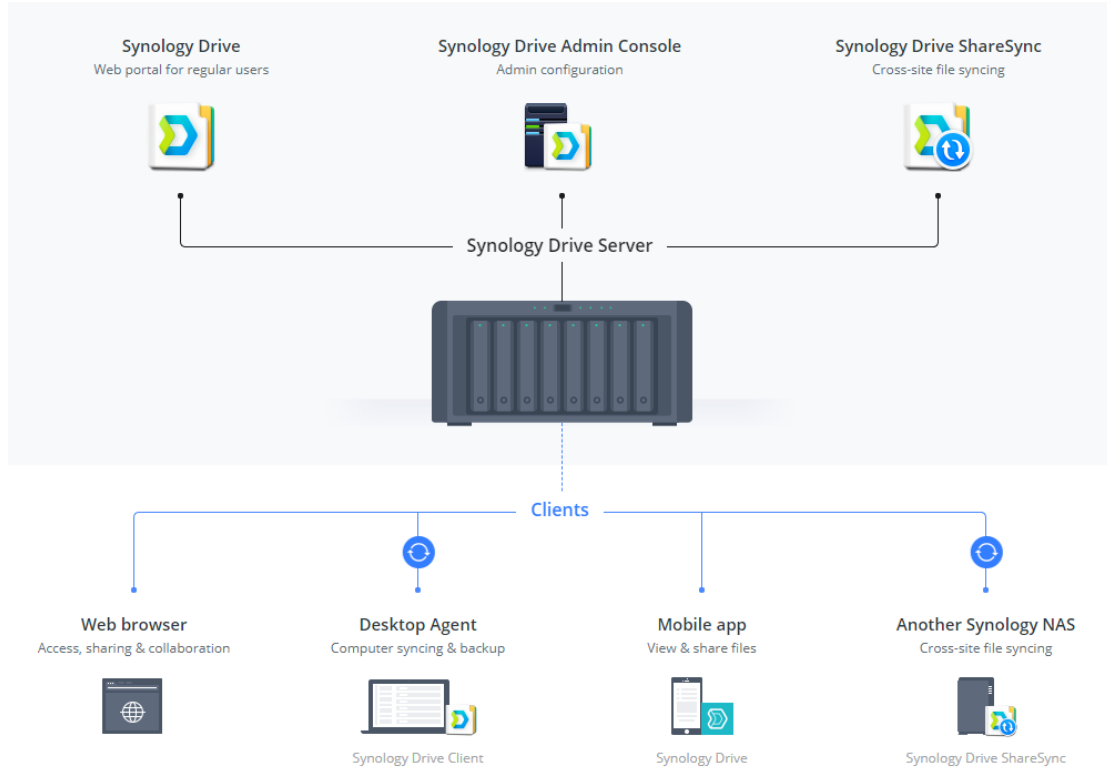 Synology Drive
Web portal for regular users
Synology Drive Admin Console
Admin configuration
Synology Drive ShareSync
Cross-site file syncing
Synology Drive Server
Clients
Web browser
Access, sharing & collaboration
Desktop Agent
Computer syncing & backup
Synology Drive Client
Mobile app
View & share files
Synology Drive
Another Synology NAS
Cross-site file syncing
Synology Drive ShareSync